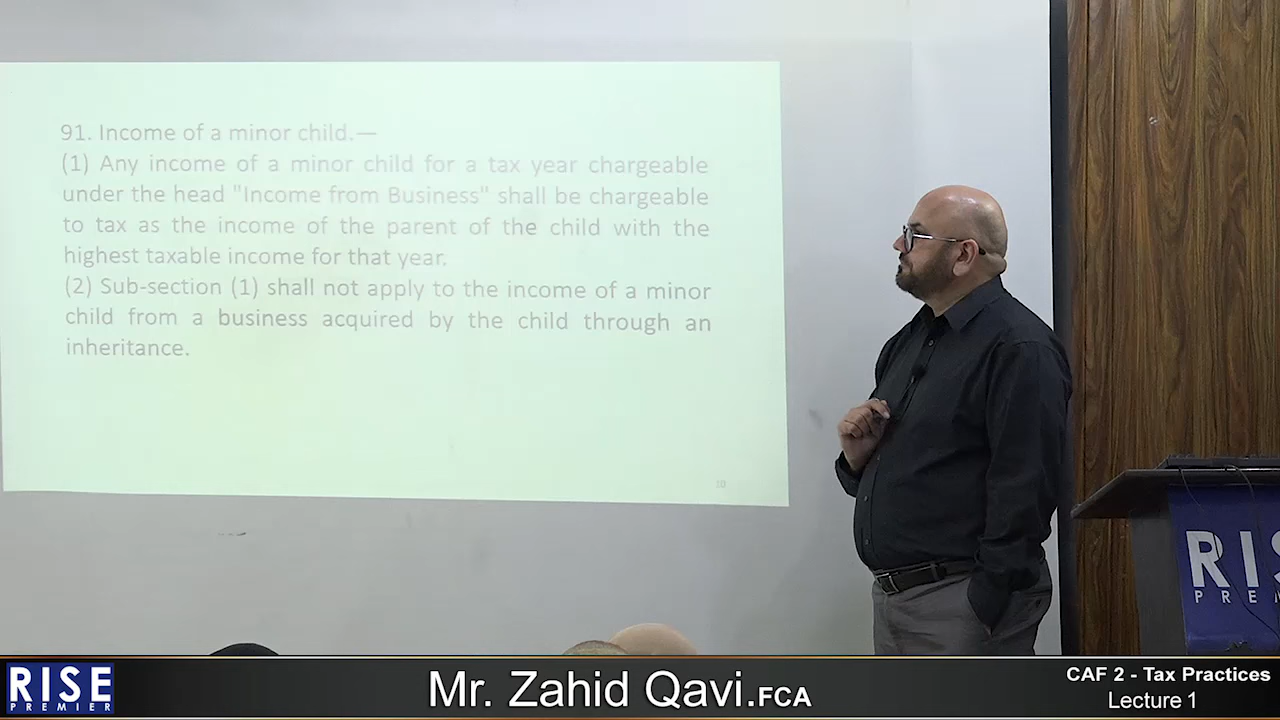 91. Income of a minor child.—
(1) Any income of a minor child for a tax year chargeable
under the head "Income from Business" shall be chargeable
to tax as the income of the parent of the child with the
highest taxable income for that year.
(2) Sub-section (1) shall not apply to the income of a minor
child from a business acquired by the child through an
inheritance.
10
RIS
PREM
RISE
PREMIER
Mr. Zahid Qavi.FCA
CAF 2 - Tax Practices
Lecture 1